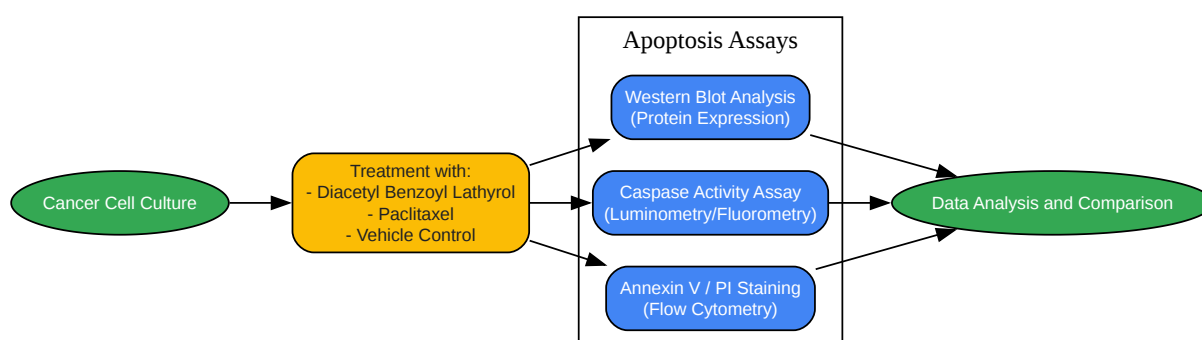 Cancer Cell Culture
Treatment with:
- Diacetyl Benzoyl Lathyrol
- Paclitaxel
- Vehicle Control
Apoptosis Assays
Western Blot Analysis
(Protein Expression)
Caspase Activity Assay
(Luminometry/Fluorometry)
Annexin V / PI Staining
(Flow Cytometry)
Data Analysis and Comparison